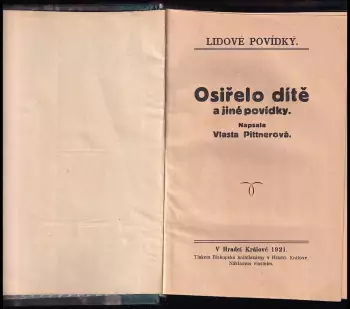 LIDOVÉ POVÍDKY.
Osiřelo dítě
a jiné povídky.
Napsala
Vlasta Pittnerová.
V Hradci Králové 1921.
Tiskem Biskupské knihtiskárny v Hradci Králové
Nákladem vlastním.